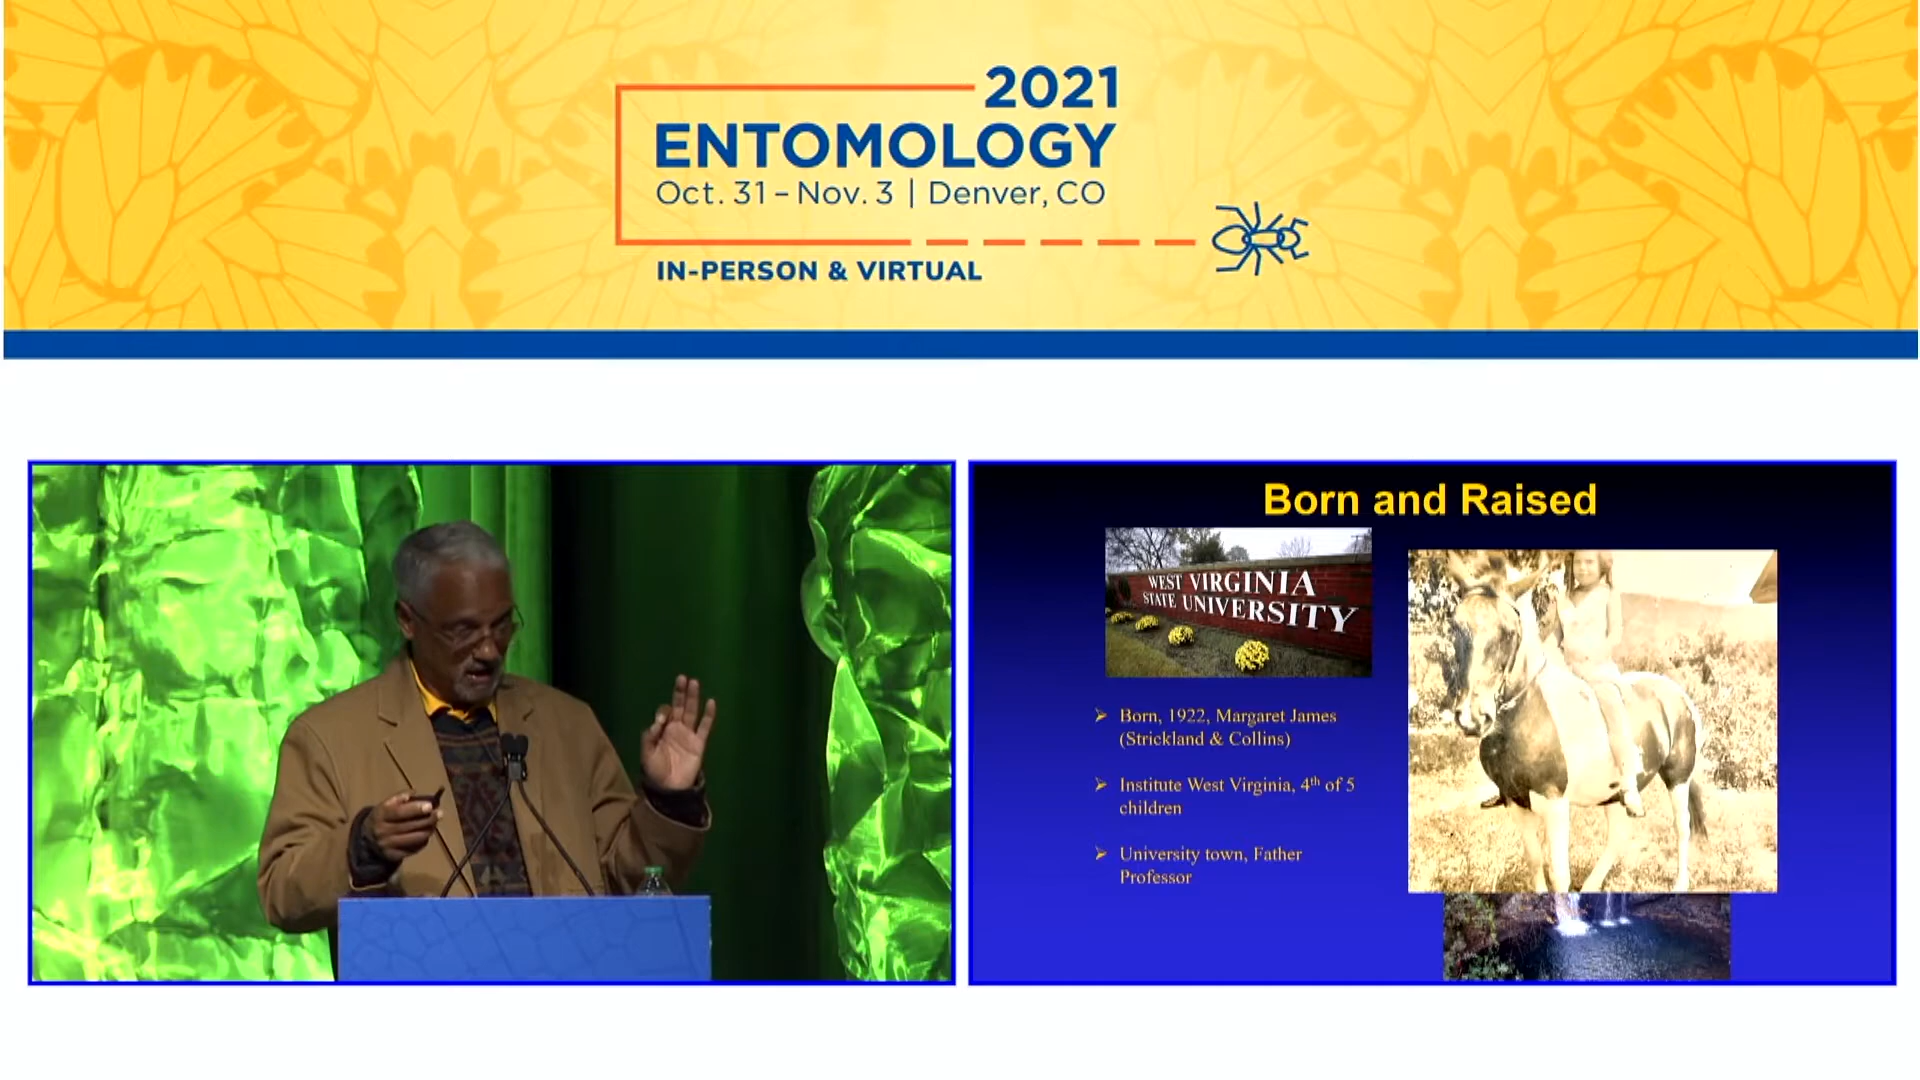 2021
ENTOMOLOGY
Oct. 31 – Nov. 3 | Denver, CO
IN-PERSON & VIRTUAL
Born and Raised
WEST VIRGINIA
STATE UNIVERSITY
➢ Born, 1922, Margaret James
(Strickland & Collins)
➢ Institute West Virginia, 4th of 5
children
➢ University town, Father
Professor